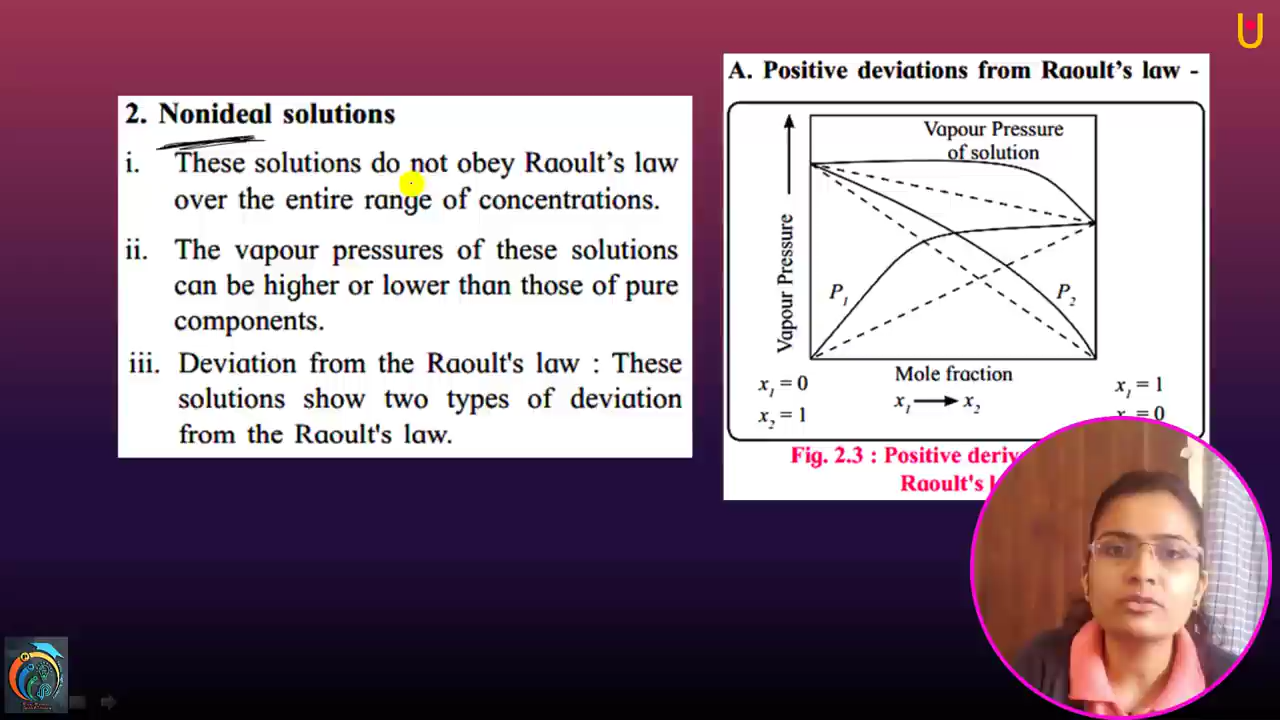 2. Nonideal solutions
i. These solutions do not obey Raoult's law
over the entire range of concentrations.
ii. The vapour pressures of these solutions
can be higher or lower than those of pure
components.
iii. Deviation from the Raoult's law : These
solutions show two types of deviation
from the Raoult's law.
A. Positive deviations from Raoult's law -
Vapour Pressure
of solution
Vapour Pressure
P1
P2
x1 = 0
Mole fraction
x1 = 1
x2 = 1
x1 → x2
= 0
Fig. 2.3 : Positive
Raoult's
U